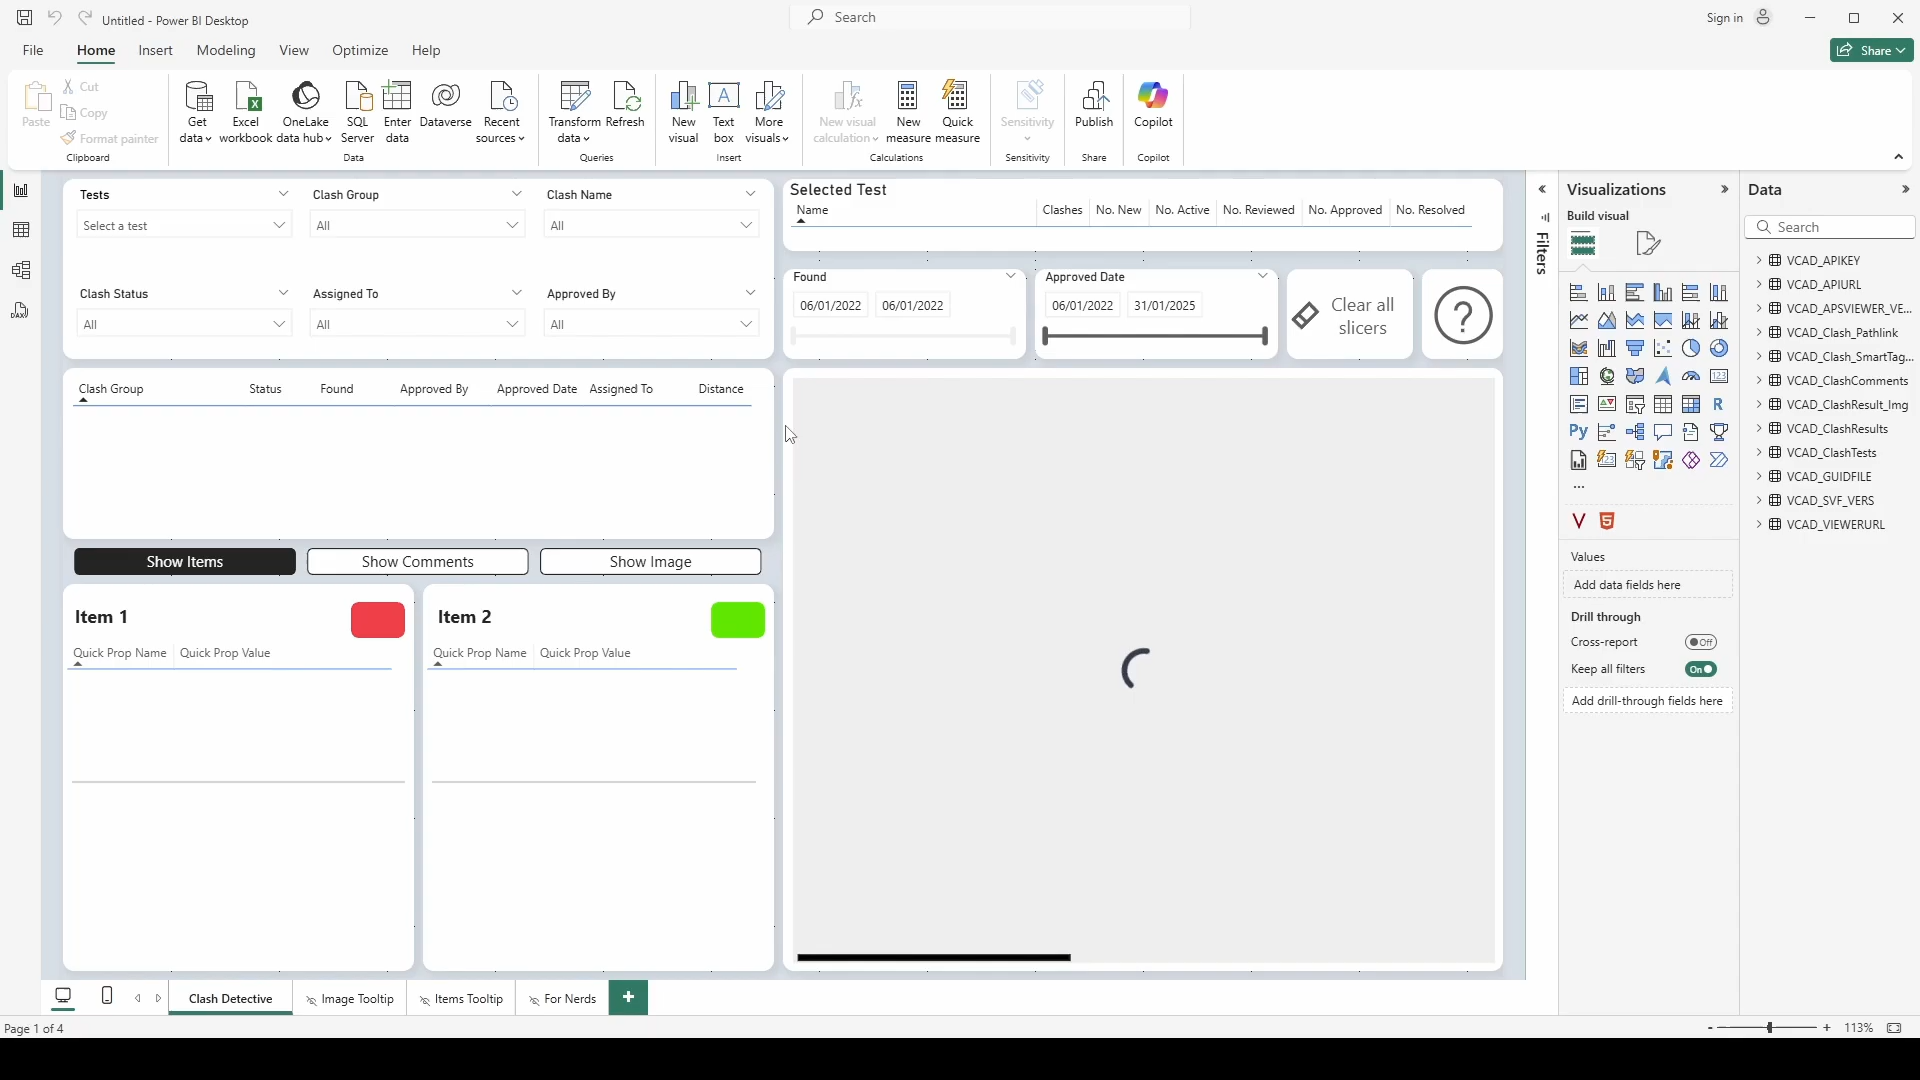 Untitled - Power BI Desktop
Search
Sign in
File
Home
Insert
Modeling
View
Optimize
Help
Share
Paste
Cut
Copy
Format painter
Clipboard
Get data
Excel workbook
OneLake data hub
SQL Server
Enter data
Dataverse
Recent sources
Data
Transform data
Refresh
Queries
New visual
Text box
More visuals
Insert
New visual calculation
New measure
Quick measure
Calculations
Sensitivity
Sensitivity
Publish
Share
Copilot
Copilot
Tests
Select a test
Clash Group
All
Clash Name
All
Clash Status
All
Assigned To
All
Approved By
All
Selected Test
Name Clashes No. New No. Active No. Reviewed No. Approved No. Resolved
Found
06/01/2022 06/01/2022
Approved Date
06/01/2022 31/01/2025
Clear all
slicers
?
Clash Group Status Found Approved By Approved Date Assigned To Distance
Show Items
Show Comments
Show Image
Item 1
Quick Prop Name Quick Prop Value
Item 2
Quick Prop Name Quick Prop Value
Filters
Visualizations
Build visual
123
R
Py
123
V
5
Values
Add data fields here
Drill through
Cross-report Off
Keep all filters On
Add drill-through fields here
Data
Search
VCAD_APIKEY
VCAD_APIURL
VCAD_APSVIEWER_VE...
VCAD_Clash_Pathlink
VCAD_Clash_SmartTag...
VCAD_ClashComments
VCAD_ClashResult_Img
VCAD_ClashResults
VCAD_ClashTests
VCAD_GUIDFILE
VCAD_SVF_VERS
VCAD_VIEWERURL
Clash Detective
Image Tooltip
Items Tooltip
For Nerds
+
Page 1 of 4
- + 113%